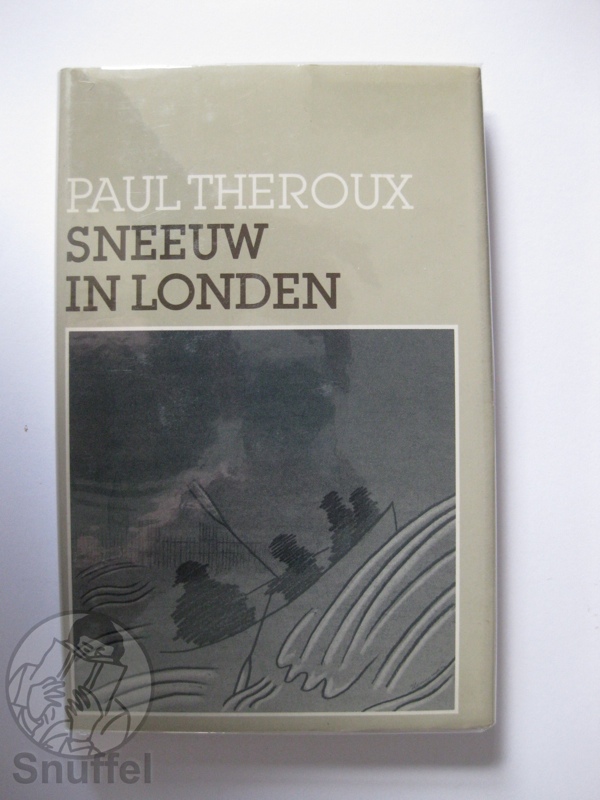 PAUL THEROUX
SNEEUW
IN LONDEN
Snuffel